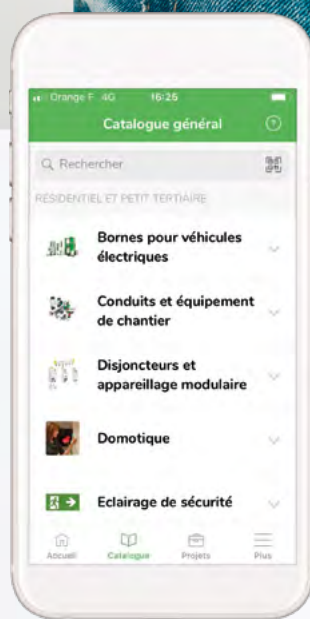 Orange F 4G 16:25
Catalogue général
Rechercher
RÉSIDENTIEL ET PETIT TERTIAIRE
Bornes pour véhicules
électriques
Conduits et équipement
de chantier
Disjoncteurs et
appareillage modulaire
Domotique
Eclairage de sécurité
Accueil Catalogue Projets Plus